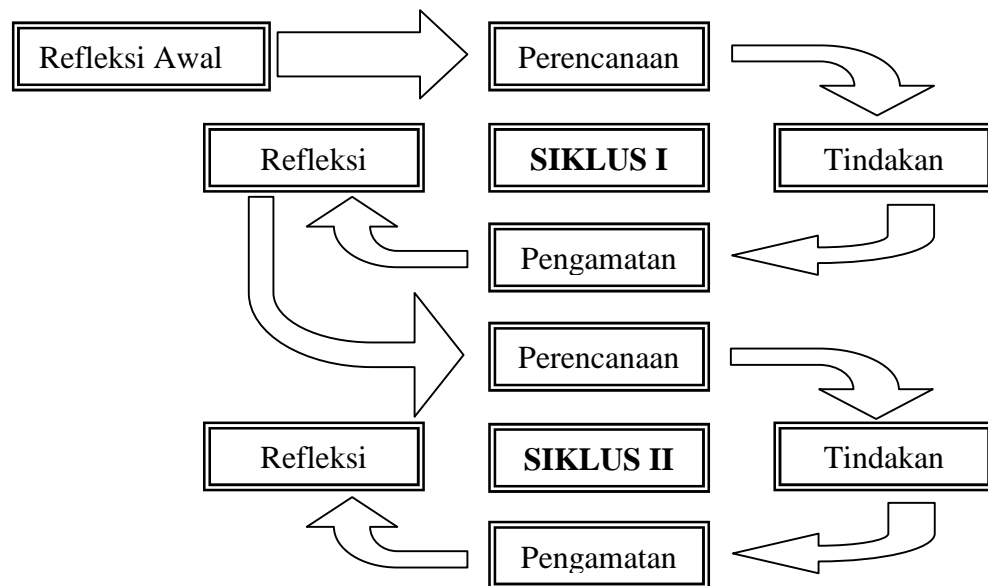 Refleksi Awal
Perencanaan
Refleksi
SIKLUS I
Tindakan
Pengamatan
Perencanaan
Refleksi
SIKLUS II
Tindakan
Pengamatan